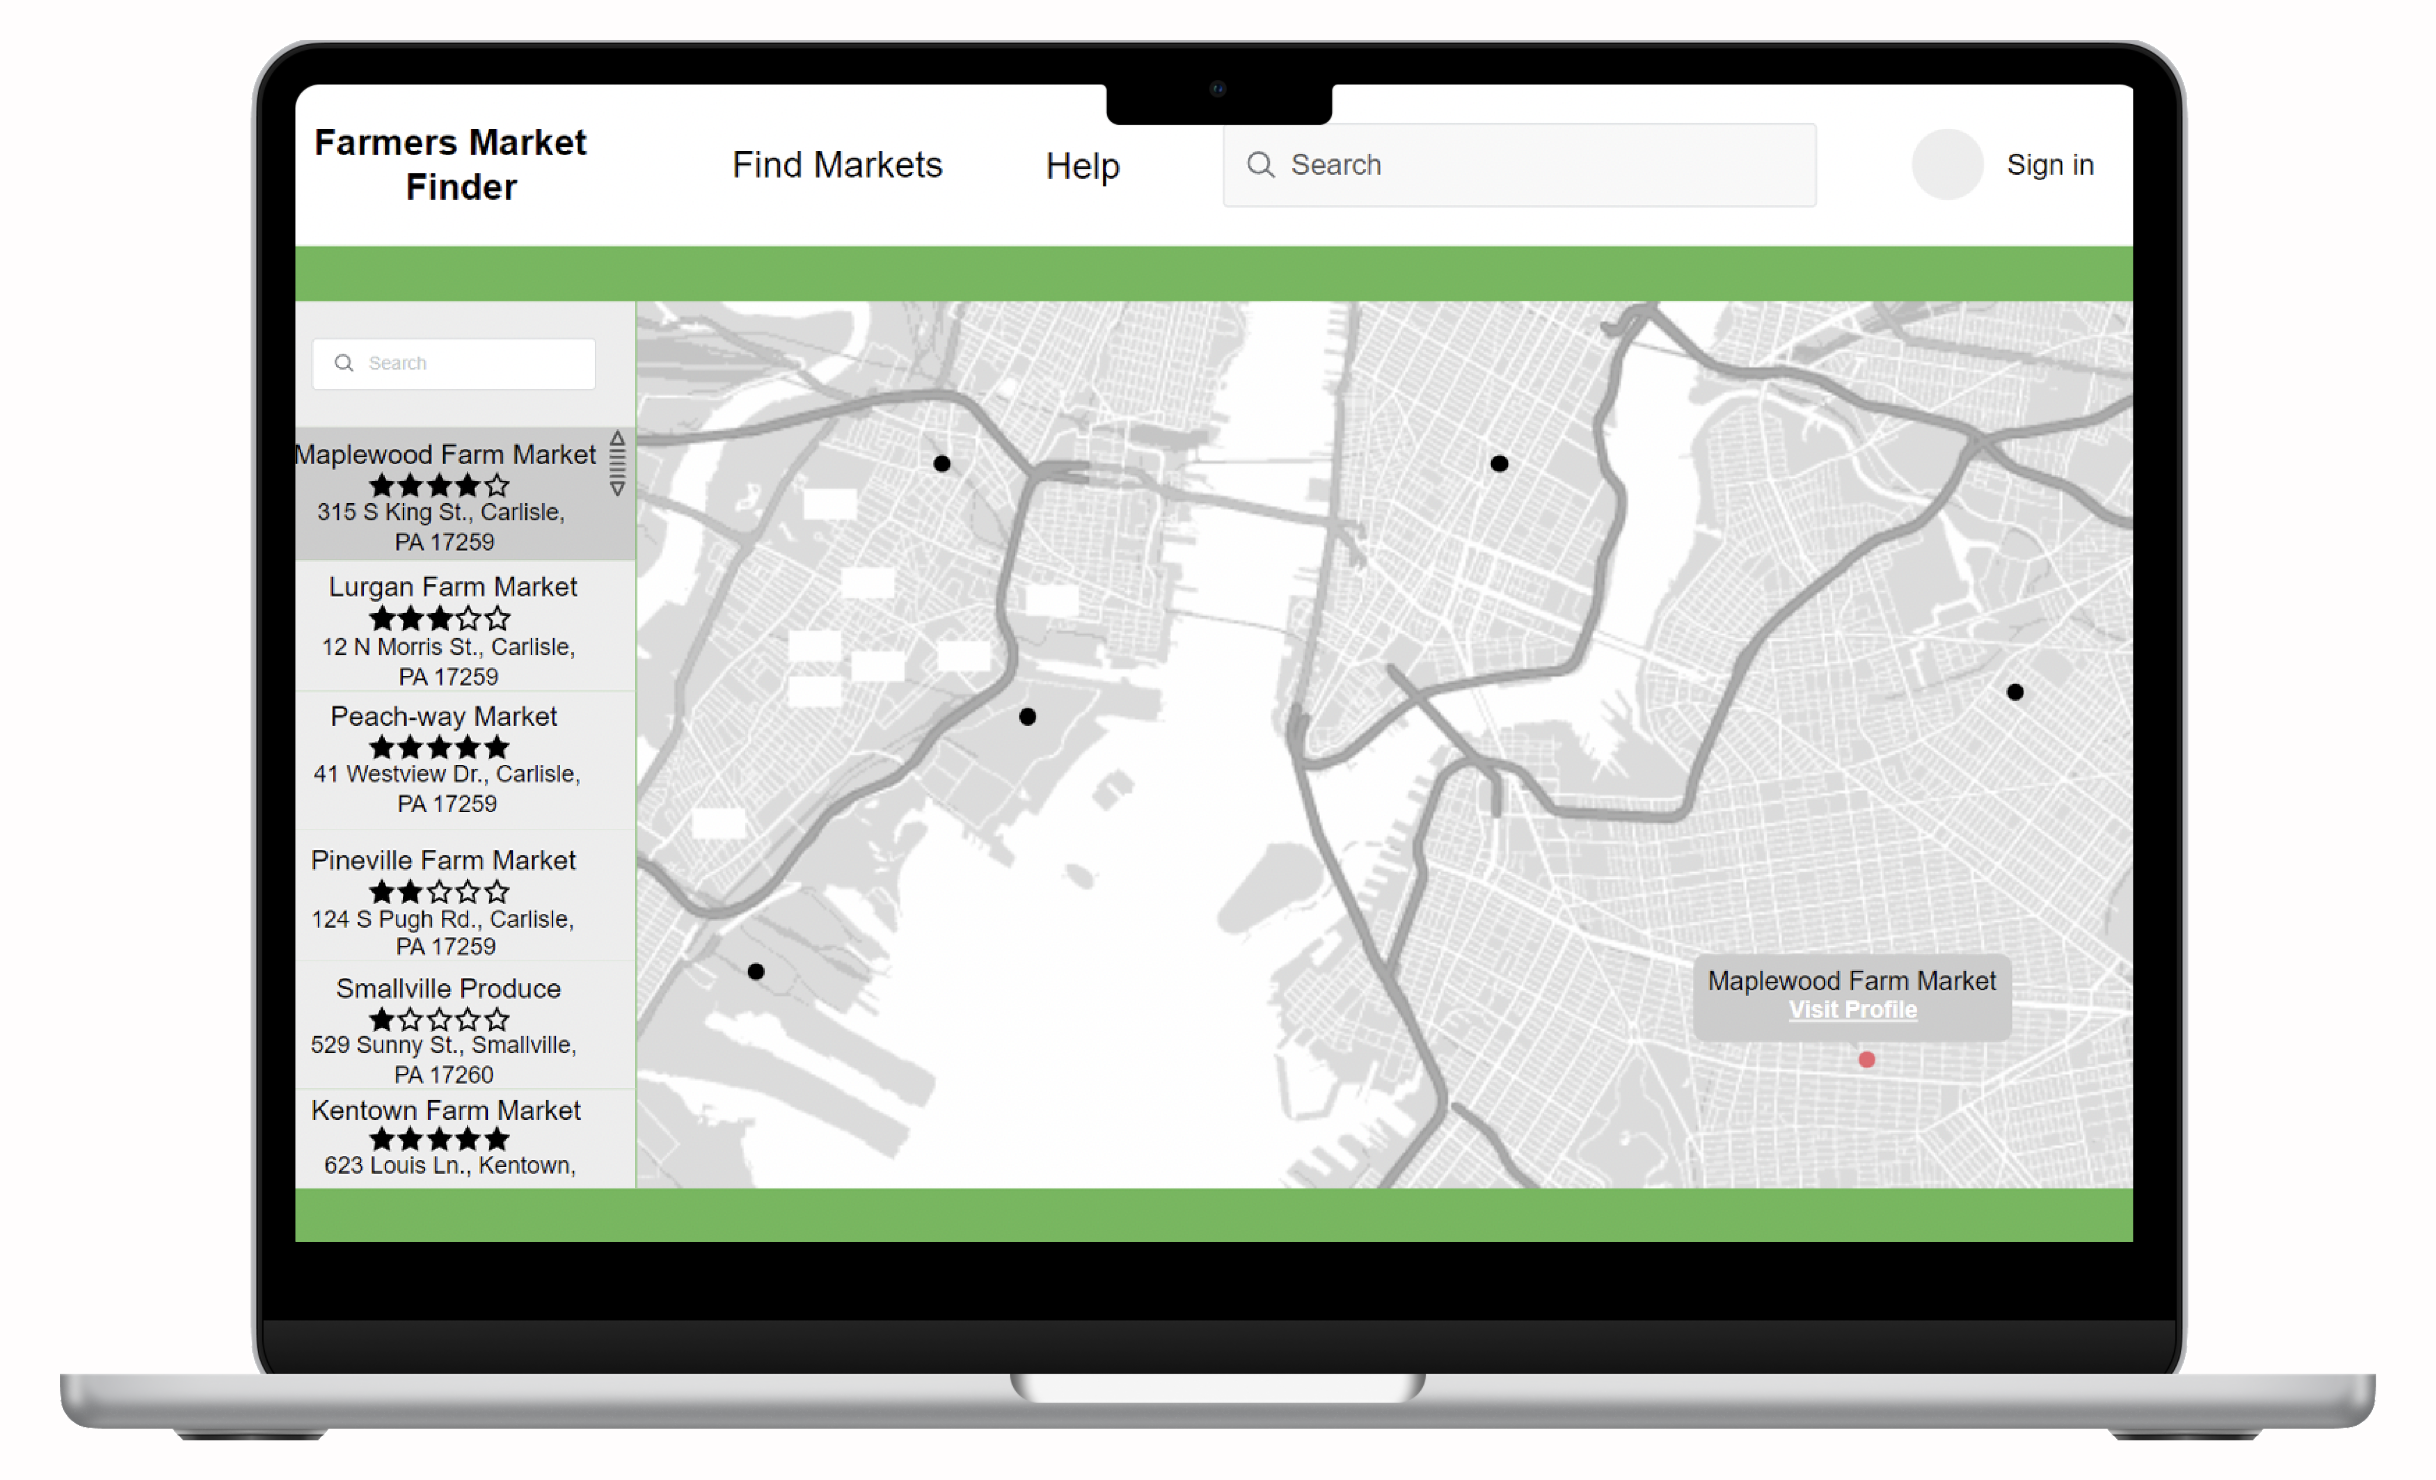 Farmers Market
Finder
Find Markets
Help
Search
Sign in
Search
Maplewood Farm Market
315 S King St., Carlisle,
PA 17259
Lurgan Farm Market
12 N Morris St., Carlisle,
PA 17259
Peach-way Market
41 Westview Dr., Carlisle,
PA 17259
Pineville Farm Market
124 S Pugh Rd., Carlisle,
PA 17259
Smallville Produce
529 Sunny St., Smallville,
PA 17260
Kentown Farm Market
623 Louis Ln., Kentown,
Maplewood Farm Market
Visit Profile